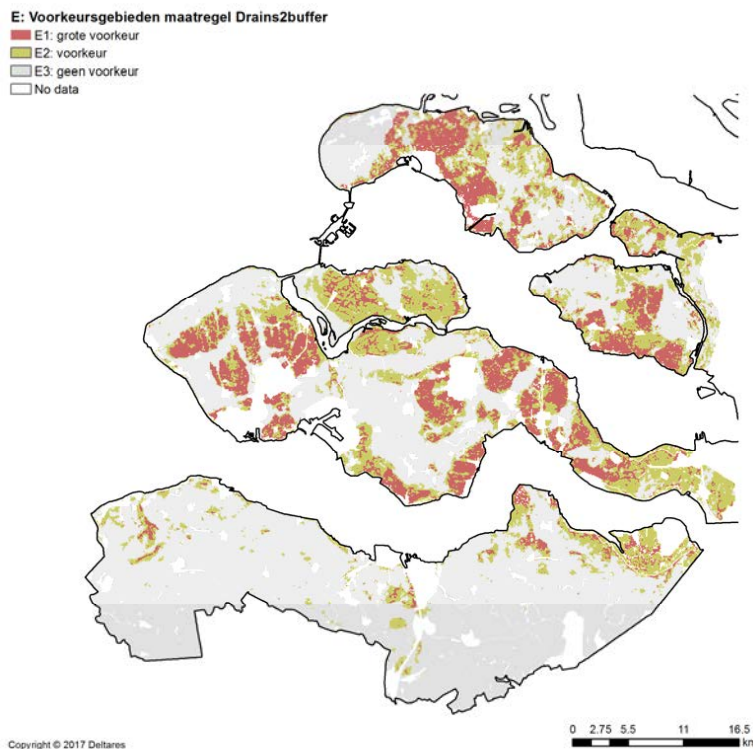 E: Voorkeursgebieden maatregel Drains2buffer
E1: grote voorkeur
E2: voorkeur
E3: geen voorkeur
No data
0 2.75 5.5 11 16.5
km
Copyright © 2017 Deltares